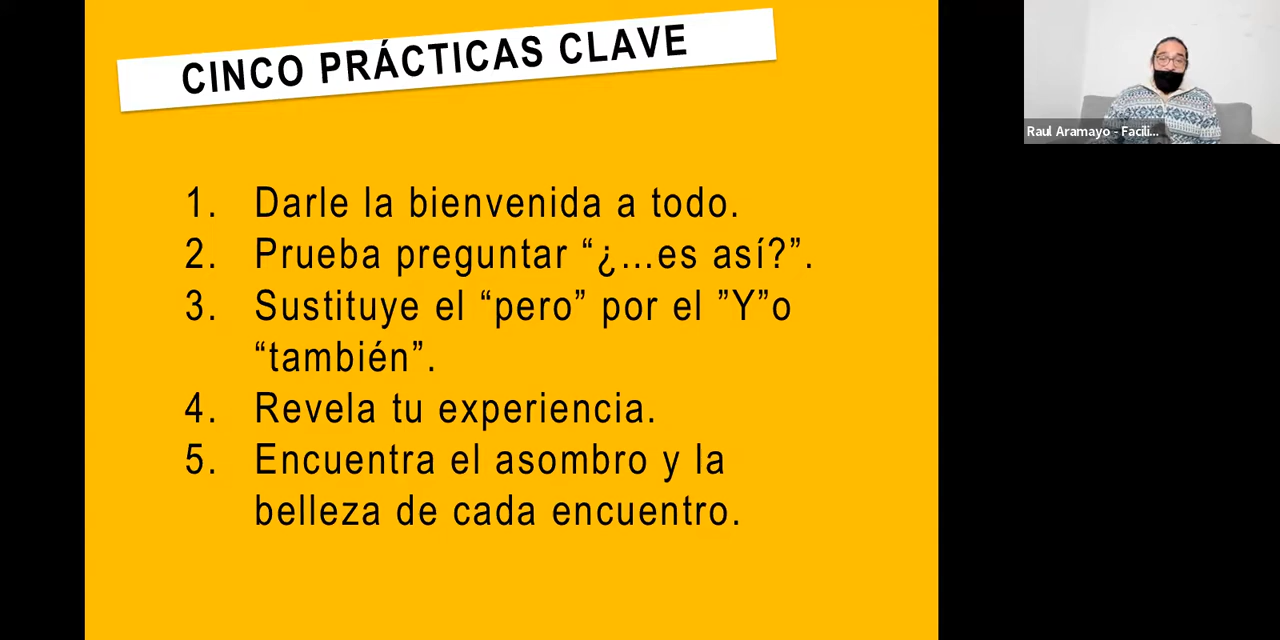 CINCO PRÁCTICAS CLAVE
1. Darle la bienvenida a todo.
2. Prueba preguntar “¿...es así?”.
3. Sustituye el “pero” por el ”Y”o
“también”.
4. Revela tu experiencia.
5. Encuentra el asombro y la
belleza de cada encuentro.
Raul Aramayo - Facili...